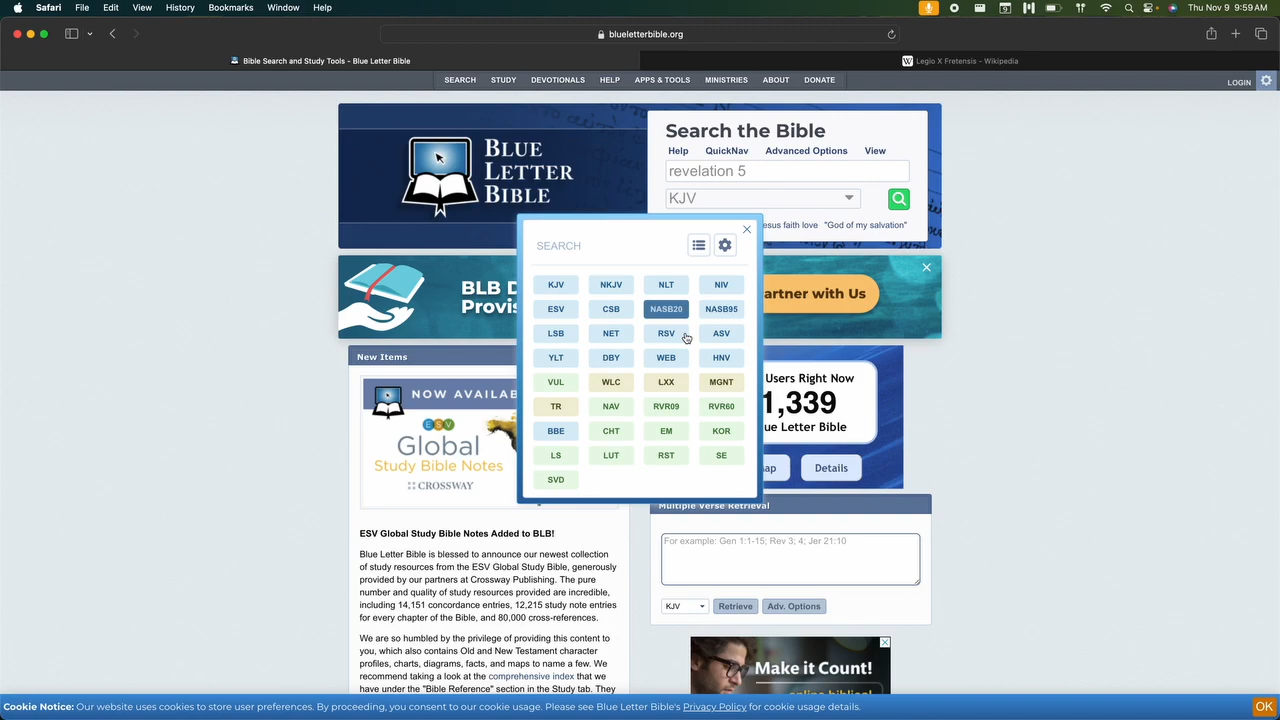 Safari File Edit View History Bookmarks Window Help
Thu Nov 9 9:59 AM
blueletterbible.org
Bible Search and Study Tools - Blue Letter Bible
W Legio X Fretensis - Wikipedia
SEARCH STUDY DEVOTIONALS HELP APPS & TOOLS MINISTRIES ABOUT DONATE
LOGIN
BLUE
LETTER
BIBLE
Search the Bible
Help QuickNav Advanced Options View
revelation 5
KJV
esus faith love "God of my salvation"
BLB D
Provis
artner with Us
SEARCH
KJV NKJV NLT NIV
ESV CSB NASB20 NASB95
LSB NET RSV ASV
YLT DBY WEB HNV
VUL WLC LXX MGNT
TR NAV RVR09 RVR60
BBE CHT EM KOR
LS LUT RST SE
SVD
New Items
NOW AVAILAB
ESV
Global
Study Bible Notes
CROSSWAY
Users Right Now
1,339
ue Letter Bible
ap Details
ESV Global Study Bible Notes Added to BLB!
Blue Letter Bible is blessed to announce our newest collection
of study resources from the ESV Global Study Bible, generously
provided by our partners at Crossway Publishing. The pure
number and quality of study resources provided are incredible,
including 14,151 concordance entries, 12,215 study note entries
for every chapter of the Bible, and 80,000 cross-references.
We are so humbled by the privilege of providing this content to
you, which also contains Old and New Testament character
profiles, charts, diagrams, facts, and maps to name a few. We
recommend taking a look at the comprehensive index that we
have under the "Bible Reference" section in the Study tab. They
Multiple Verse Retrieval
For example: Gen 1:1-15; Rev 3; 4; Jer 21:10
KJV Retrieve Adv. Options
Make it Count!
online biblical
Cookie Notice: Our website uses cookies to store user preferences. By proceeding, you consent to our cookie usage. Please see Blue Letter Bible's Privacy Policy for cookie usage details.
OK